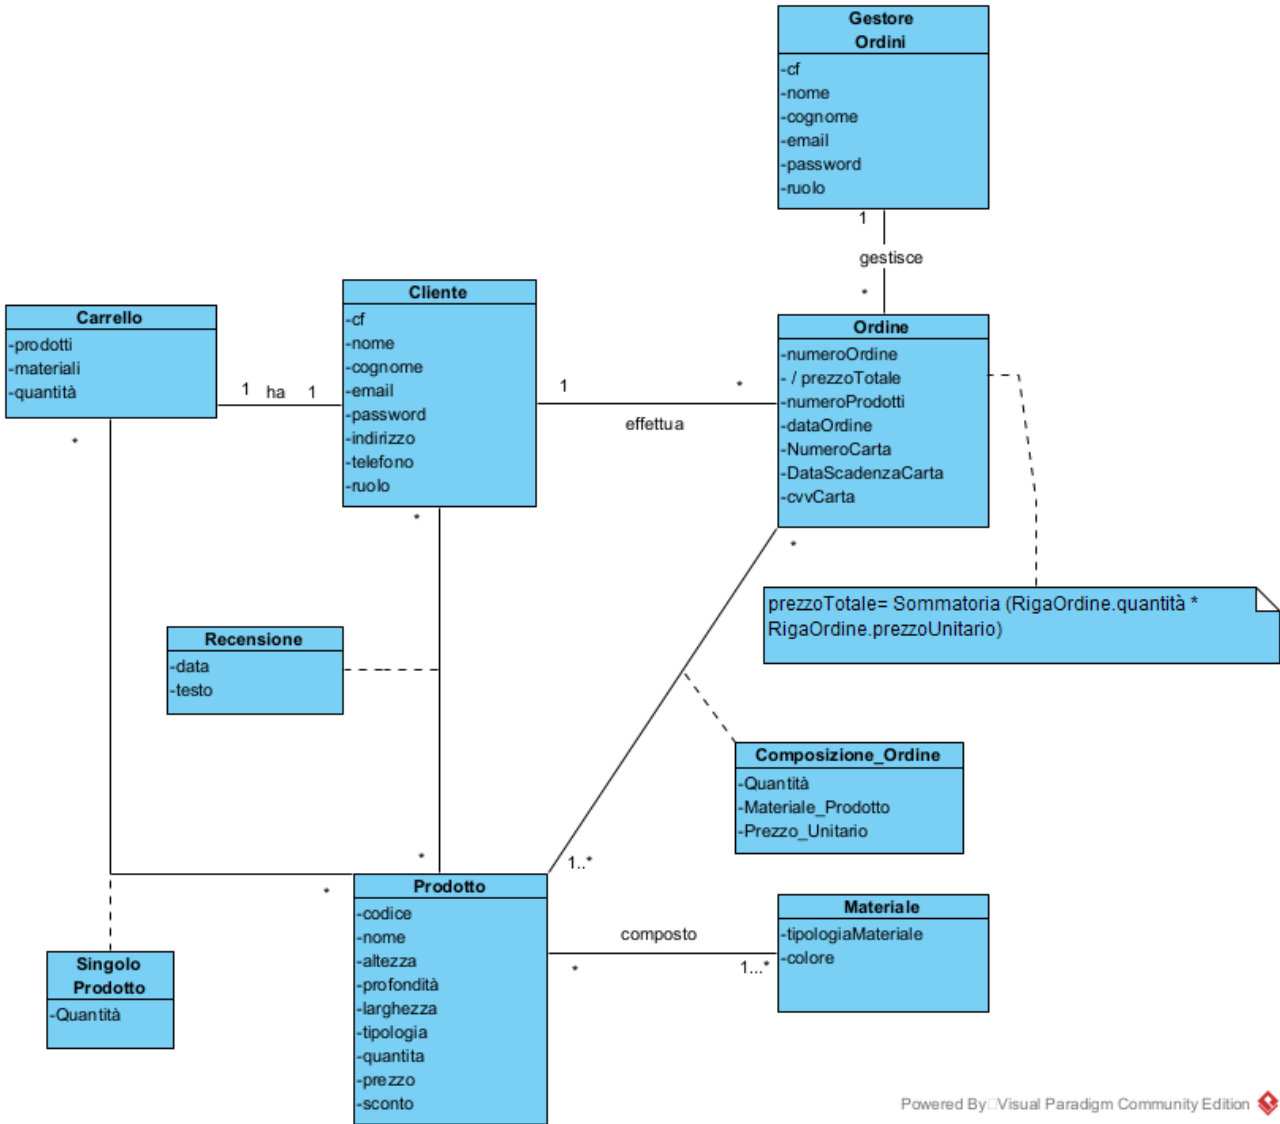 Gestore
Ordini
-cf
-nome
-cognome
-email
-password
-ruolo
1
gestisce
*
Carrello
-prodotti
-materiali
-quantità
*
1 ha 1
Cliente
-cf
-nome
-cognome
-email
-password
-indirizzo
-telefono
-ruolo
*
1
*
effettua
Ordine
-numeroOrdine
- / prezzoTotale
-numeroProdotti
-dataOrdine
-NumeroCarta
-DataScadenzaCarta
-cvvCarta
*
prezzoTotale= Sommatoria (RigaOrdine.quantità *
RigaOrdine.prezzoUnitario)
Recensione
-data
-testo
Composizione_Ordine
-Quantità
-Materiale_Prodotto
-Prezzo_Unitario
*
1..*
*
Prodotto
-codice
-nome
-altezza
-profondità
-larghezza
-tipologia
-quantita
-prezzo
-sconto
composto
*
1...*
Materiale
-tipologiaMateriale
-colore
Singolo
Prodotto
-Quantità
Powered By Visual Paradigm Community Edition